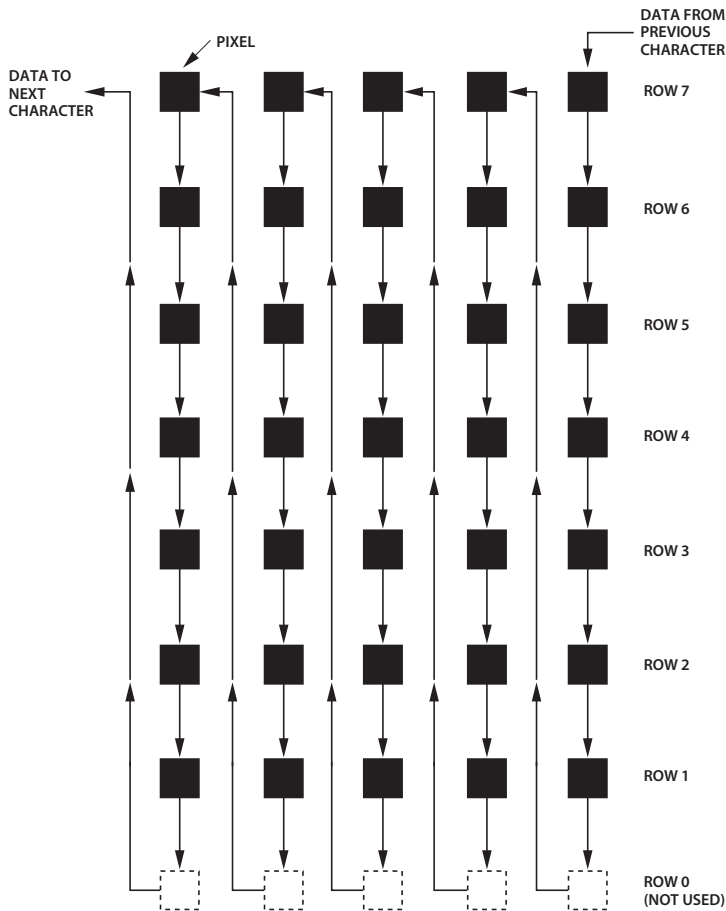 DATA FROM
PREVIOUS
CHARACTER
PIXEL
DATA TO
NEXT
CHARACTER
ROW 7
ROW 6
ROW 5
ROW 4
ROW 3
ROW 2
ROW 1
ROW 0
(NOT USED)